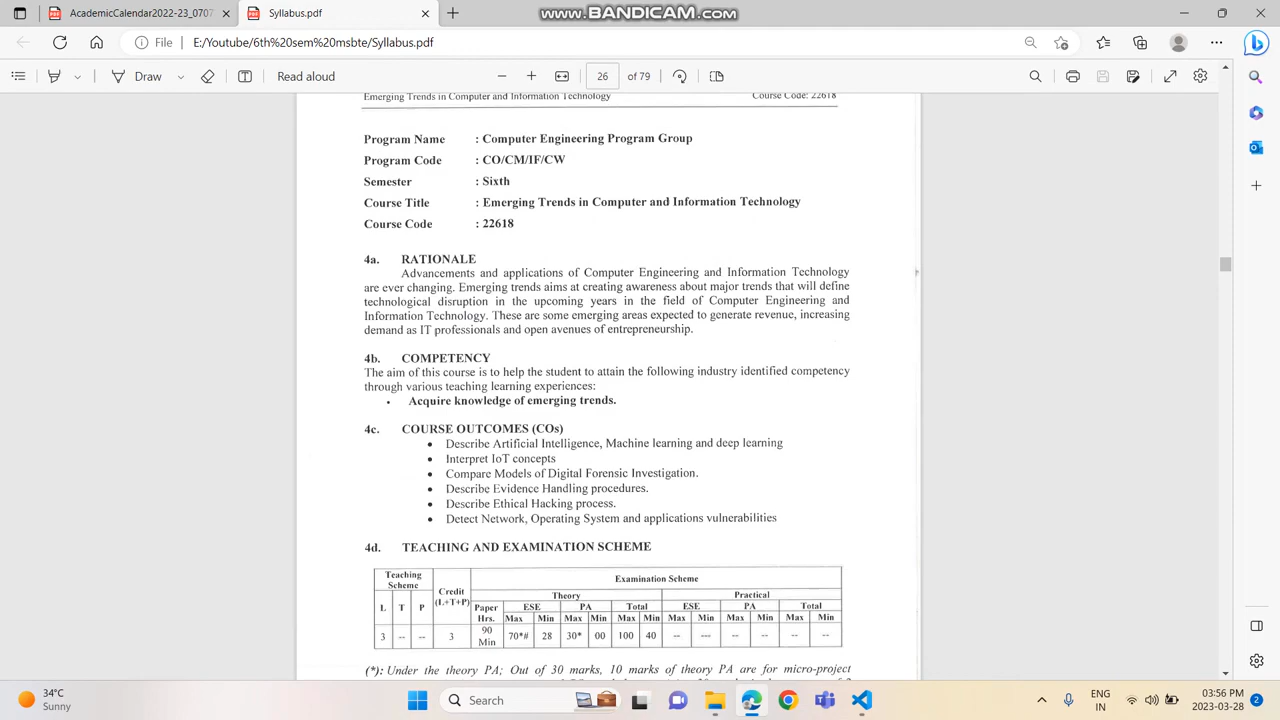 www.BANDICAM.com
AcademicCalendar2022-23_0707
Syllabus.pdf
File
E:/Youtube/6th%20sem%20msbte/Syllabus.pdf
Draw
Read aloud
26 of 79
Emerging Trends in Computer and Information Technology Course Code: 22618
Program Name : Computer Engineering Program Group
Program Code : CO/CM/IF/CW
Semester : Sixth
Course Title : Emerging Trends in Computer and Information Technology
Course Code : 22618
4a. RATIONALE
Advancements and applications of Computer Engineering and Information Technology
are ever changing. Emerging trends aims at creating awareness about major trends that will define
technological disruption in the upcoming years in the field of Computer Engineering and
Information Technology. These are some emerging areas expected to generate revenue, increasing
demand as IT professionals and open avenues of entrepreneurship.
4b. COMPETENCY
The aim of this course is to help the student to attain the following industry identified competency
through various teaching learning experiences:
• Acquire knowledge of emerging trends.
4c. COURSE OUTCOMES (COs)
• Describe Artificial Intelligence, Machine learning and deep learning
• Interpret IoT concepts
• Compare Models of Digital Forensic Investigation.
• Describe Evidence Handling procedures.
• Describe Ethical Hacking process.
• Detect Network, Operating System and applications vulnerabilities
4d. TEACHING AND EXAMINATION SCHEME
Teaching
Scheme
Credit
(L+T+P)
Examination Scheme
Theory Practical
L T P
Paper
Hrs.
ESE PA Total ESE PA Total
Max Min Max Min Max Min Max Min Max Min Max Min
3 -- -- 3 90
Min 70*# 28 30* 00 100 40 -- --- -- -- -- --
(*): Under the theory PA; Out of 30 marks, 10 marks of theory PA are for micro-project
34°C
Sunny
Search
ENG
IN
03:56 PM
2023-03-28
2